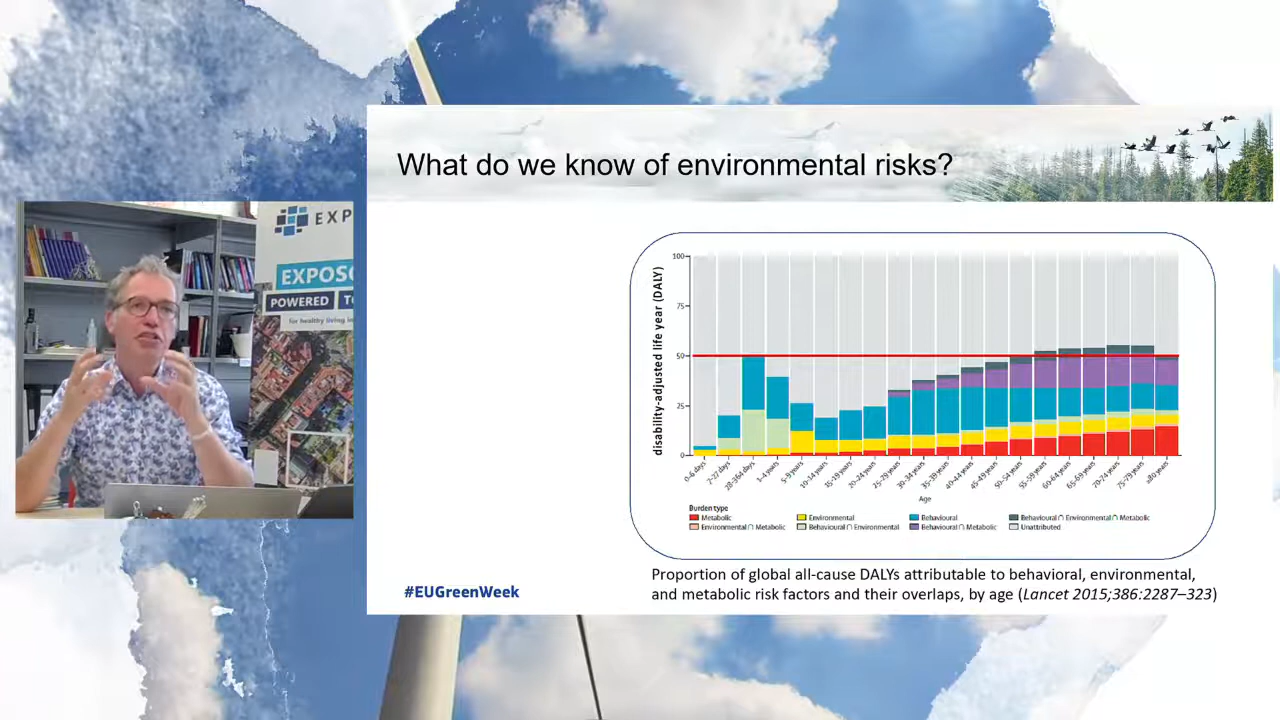 What do we know of environmental risks?
EXP
EXPOSO
POWERED
for healthy living in
disability-adjusted life year (DALY)
100
75
50
25
0
0-6 days
7-27 days
28-364 days
1-4 years
5-9 years
10-14 years
15-19 years
20-24 years
25-29 years
30-34 years
35-39 years
40-44 years
45-49 years
50-54 years
55-59 years
60-64 years
65-69 years
70-74 years
75-79 years
≥80 years
Age
Burden type
Metabolic
Environmental
Behavioural
Behavioural ∩ Environmental ∩ Metabolic
Environmental ∩ Metabolic
Behavioural ∩ Environmental
Behavioural ∩ Metabolic
Unattributed
#EUGreenWeek
Proportion of global all-cause DALYs attributable to behavioral, environmental,
and metabolic risk factors and their overlaps, by age (Lancet 2015;386:2287–323)